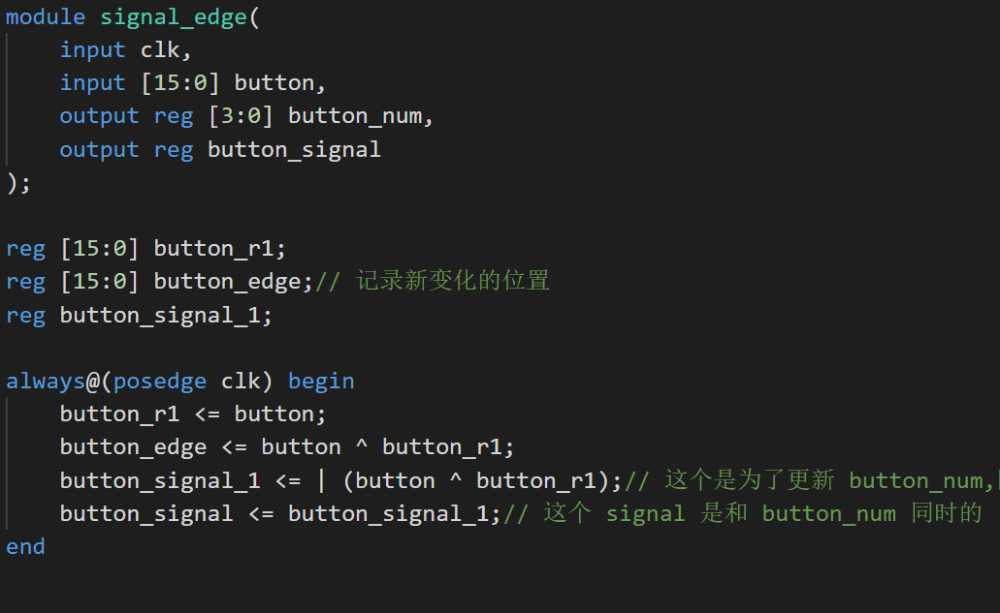 module signal_edge(
input clk,
input [15:0] button,
output reg [3:0] button_num,
output reg button_signal
);
reg [15:0] button_r1;
reg [15:0] button_edge;// 记录新变化的位置
reg button_signal_1;
always@(posedge clk) begin
button_r1 <= button;
button_edge <= button ^ button_r1;
button_signal_1 <= | (button ^ button_r1);// 这个是为了更新 button_num,
button_signal <= button_signal_1;// 这个 signal 是和 button_num 同时的
end